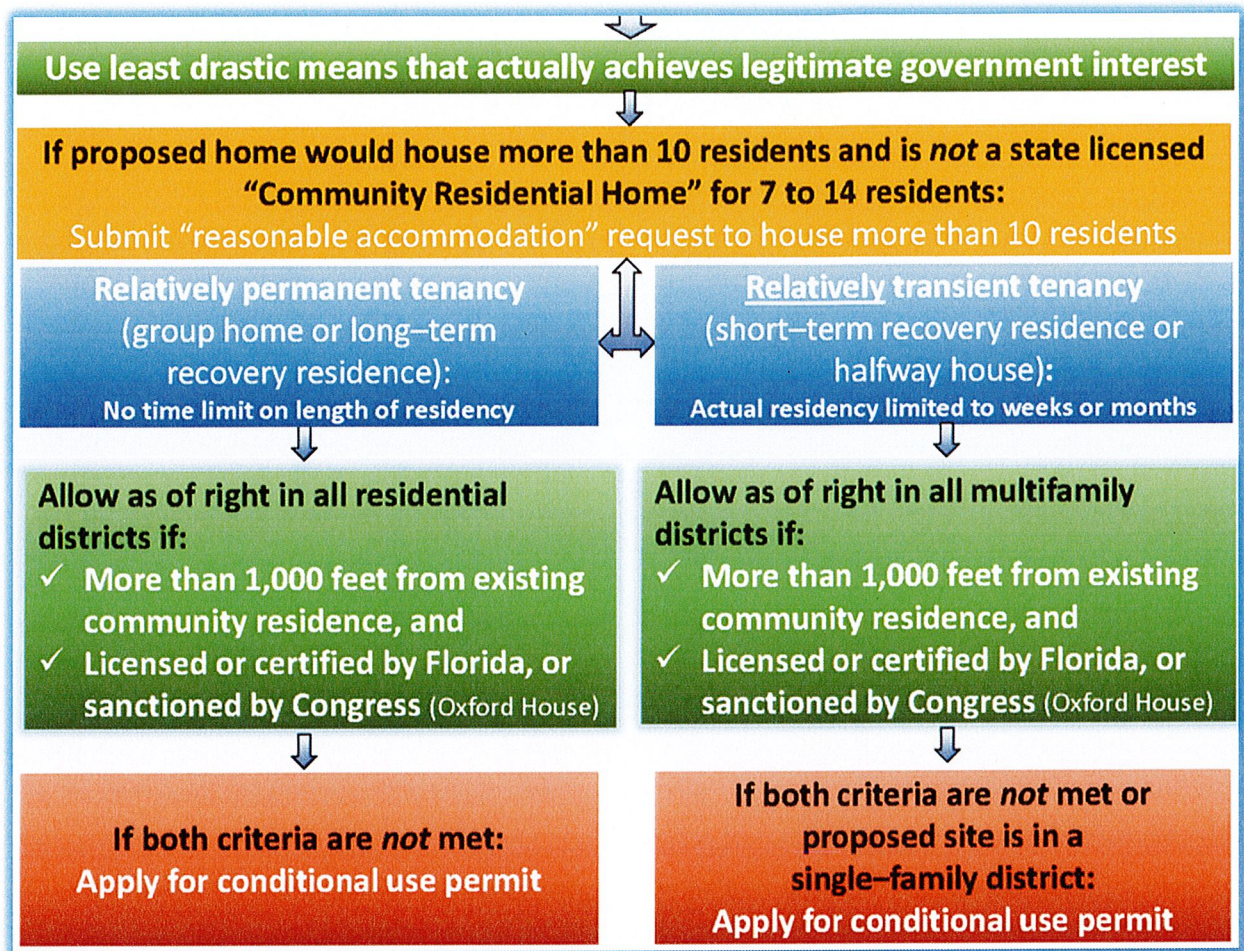 Use least drastic means that actually achieves legitimate government interest
If proposed home would house more than 10 residents and is not a state licensed
“Community Residential Home” for 7 to 14 residents:
Submit “reasonable accommodation” request to house more than 10 residents
Relatively permanent tenancy
(group home or long–term
recovery residence):
No time limit on length of residency
Relatively transient tenancy
(short–term recovery residence or
halfway house):
Actual residency limited to weeks or months
Allow as of right in all residential
districts if:
✓ More than 1,000 feet from existing
community residence, and
✓ Licensed or certified by Florida, or
sanctioned by Congress (Oxford House)
Allow as of right in all multifamily
districts if:
✓ More than 1,000 feet from existing
community residence, and
✓ Licensed or certified by Florida, or
sanctioned by Congress (Oxford House)
If both criteria are not met:
Apply for conditional use permit
If both criteria are not met or
proposed site is in a
single–family district:
Apply for conditional use permit